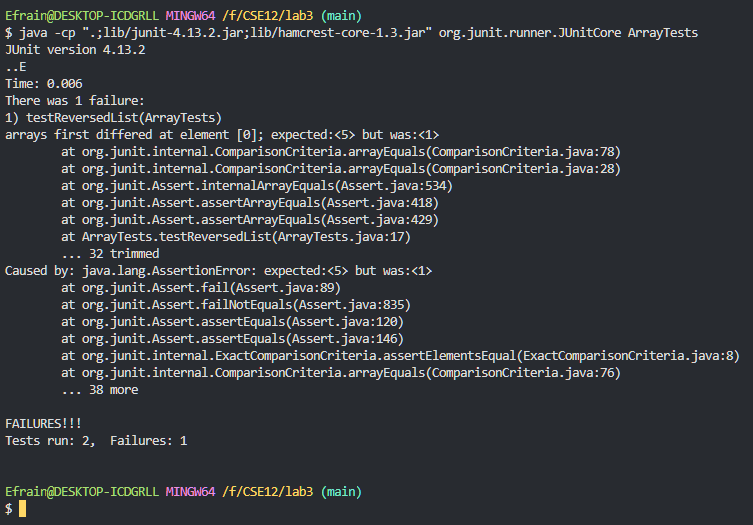 Efrain@DESKTOP-ICDGRLL MINGW64 /f/CSE12/lab3 (main)
$ java -cp ".;lib/junit-4.13.2.jar;lib/hamcrest-core-1.3.jar" org.junit.runner.JUnitCore ArrayTests
JUnit version 4.13.2
..E
Time: 0.006
There was 1 failure:
1) testReversedList(ArrayTests)
arrays first differed at element [0]; expected:<5> but was:<1>
        at org.junit.internal.ComparisonCriteria.arrayEquals(ComparisonCriteria.java:78)
        at org.junit.internal.ComparisonCriteria.arrayEquals(ComparisonCriteria.java:28)
        at org.junit.Assert.internalArrayEquals(Assert.java:534)
        at org.junit.Assert.assertArrayEquals(Assert.java:418)
        at org.junit.Assert.assertArrayEquals(Assert.java:429)
        at ArrayTests.testReversedList(ArrayTests.java:17)
        ... 32 trimmed
Caused by: java.lang.AssertionError: expected:<5> but was:<1>
        at org.junit.Assert.fail(Assert.java:89)
        at org.junit.Assert.failNotEquals(Assert.java:835)
        at org.junit.Assert.assertEquals(Assert.java:120)
        at org.junit.Assert.assertEquals(Assert.java:146)
        at org.junit.internal.ExactComparisonCriteria.assertElementsEqual(ExactComparisonCriteria.java:8)
        at org.junit.internal.ComparisonCriteria.arrayEquals(ComparisonCriteria.java:76)
        ... 38 more

FAILURES!!!
Tests run: 2,  Failures: 1


Efrain@DESKTOP-ICDGRLL MINGW64 /f/CSE12/lab3 (main)
$